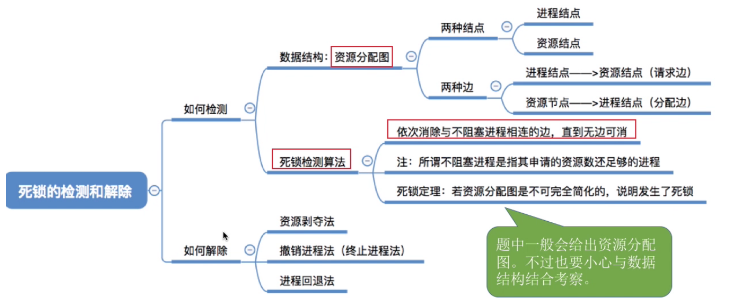 死锁的检测和解除
如何检测
数据结构：资源分配图
两种结点
进程结点
资源结点
两种边
进程结点——>资源结点（请求边）
资源节点——>进程结点（分配边）
死锁检测算法
依次消除与不阻塞进程相连的边，直到无边可消
注：所谓不阻塞进程是指其申请的资源数还足够的进程
死锁定理：若资源分配图是不可完全简化的，说明发生了死锁
如何解除
资源剥夺法
撤销进程法（终止进程法）
进程回退法
题中一般会给出资源分配
图。不过也要小心与数据
结构结合考察。